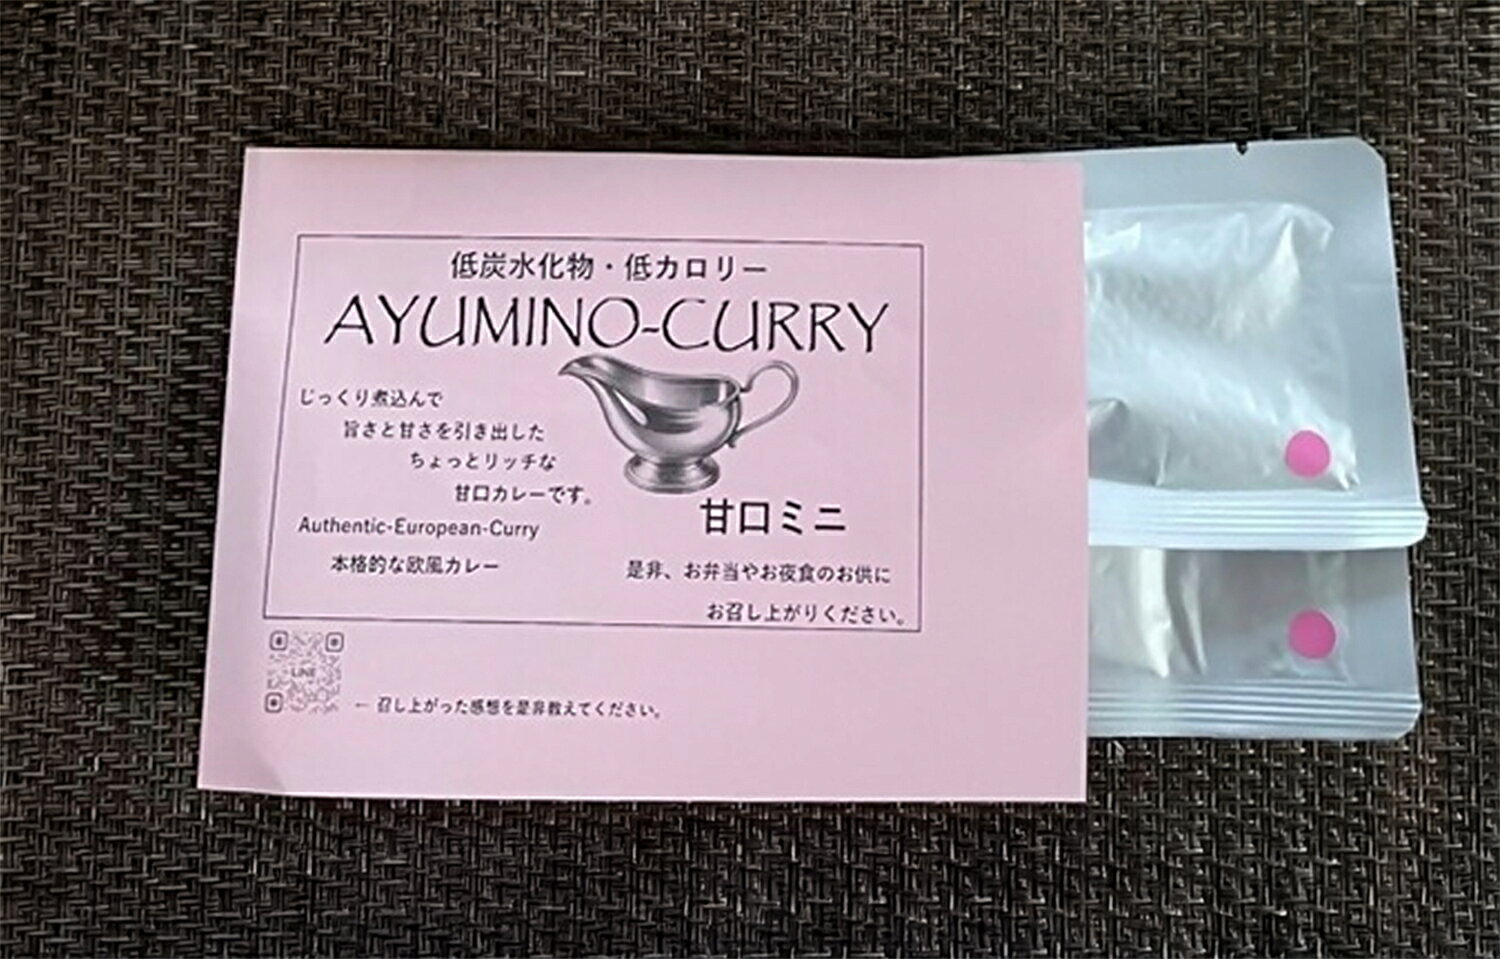 低炭水化物・低カロリー
AYUMINO-CURRY
じっくり煮込んで
旨さと甘さを引き出した
ちょっとリッチな
甘口カレーです。
Authentic-European-Curry
本格的な欧風カレー
甘口ミニ
是非、お弁当やお夜食のお供に
お召し上がりください。
LINE
← 召し上がった感想を是非教えてください。